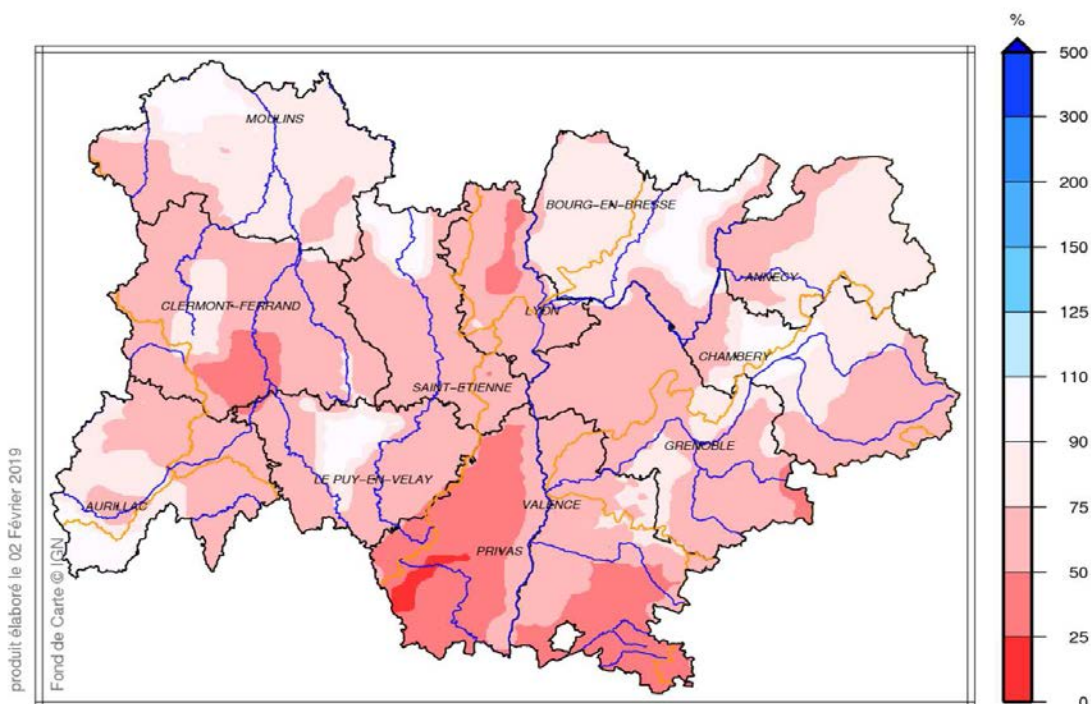 %
MOULINS
BOURG-EN-BRESSE
ANNECY
CLERMONT-FERRAND
LYON
CHAMBERY
SAINT-ETIENNE
GRENOBLE
LE PUY-EN-VELAY
AURILLAC
VALENCE
PRIVAS
500
300
200
150
125
110
90
75
50
25
0
produit élaboré le 02 Février 2019
Fond de Carte © IGN